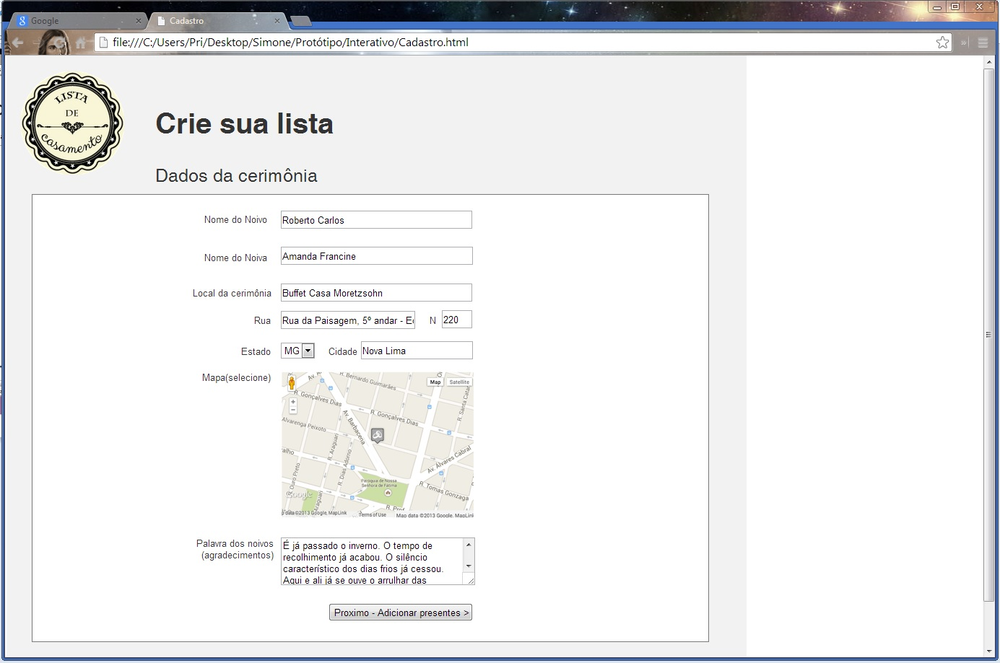 Google
Cadastro
file:///C:/Users/Pri/Desktop/Simone/Protótipo/Interativo/Cadastro.html
LISTA
DE
casamento
Crie sua lista
Dados da cerimônia
Nome do Noivo Roberto Carlos
Nome do Noiva Amanda Francine
Local da cerimônia Buffet Casa Moretzsohn
Rua Rua da Paisagem, 5º andar - E
N 220
Estado MG Cidade Nova Lima
Mapa(selecione)
Map Satellite
Av.
R. Bernardo Guimarães
R. Santa Catar
R. Gonçalves Dias
R. Gonçalves Dias
Av. Barbacena
Alvarenga Peixoto
R. Araguari
R. Dias Adorno
Av. Álvares Cabral
R. Ouro Preto
Paróquia de Nossa
Senhora de Fátima
R. Tomas Gonzaga
Araguari
Google
R. Prof
data ©2013 Google, MapLink Terms of Use Map data ©2013 Google, MapLink
Palavra dos noivos
(agradecimentos)
É já passado o inverno. O tempo de
recolhimento já acabou. O silêncio
característico dos dias frios já cessou.
Aqui e ali já se ouve o arrulhar das
Proximo - Adicionar presentes >